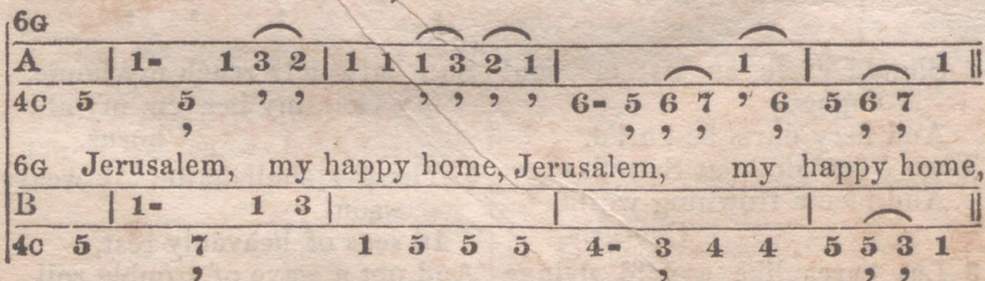 6G
A | 1- 1 3 2 | 1 1 1 3 2 1 | 1 | 1 ||
4C 5 5 , , , , , , 6- 5 6 7 , 6 5 6 7
, , , , , , ,
6G Jerusalem, my happy home, Jerusalem, my happy home,
B | 1- 1 3 | | | ||
4C 5 7 1 5 5 5 4- 3 4 4 5 5 3 1
, , , ,